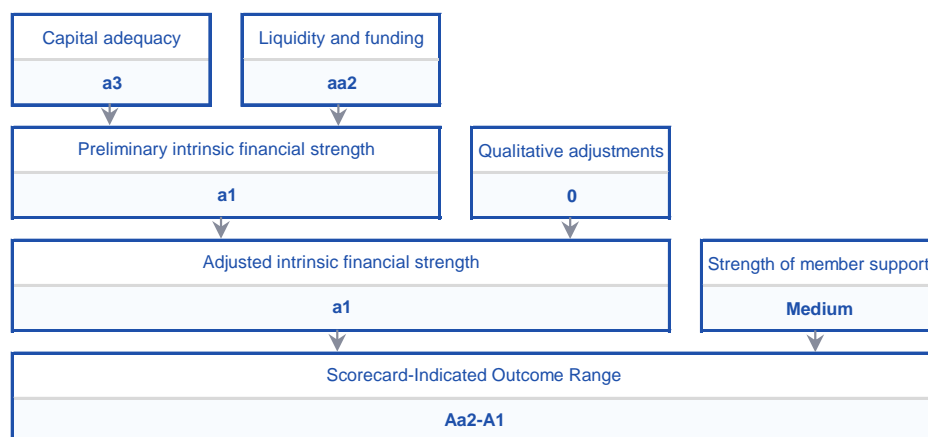 Capital adequacy
Liquidity and funding
a3
aa2
Preliminary intrinsic financial strength
Qualitative adjustments
a1
0
Adjusted intrinsic financial strength
Strength of member support
a1
Medium
Scorecard-Indicated Outcome Range
Aa2-A1